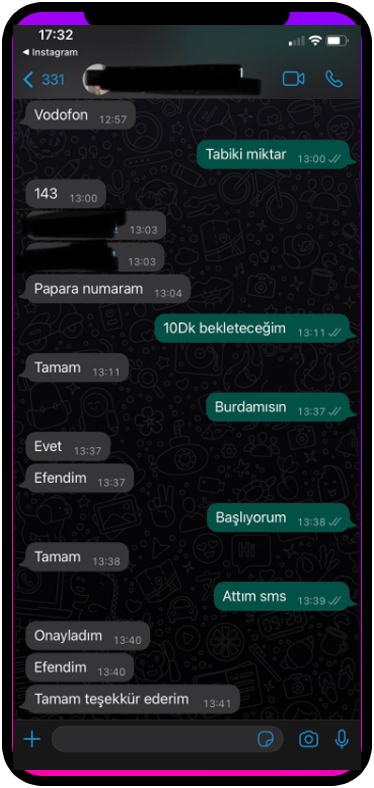 17:32
Instagram
331
Vodofon 12:57
Tabiki miktar 13:00
143 13:00
13:03
13:03
Papara numaram 13:04
10Dk bekleteceğim 13:11
Tamam 13:11
Burdamısın 13:37
Evet 13:37
Efendim 13:37
Başlıyorum 13:38
Tamam 13:38
Attım sms 13:39
Onayladım 13:40
Efendim 13:40
Tamam teşekkür ederim 13:41